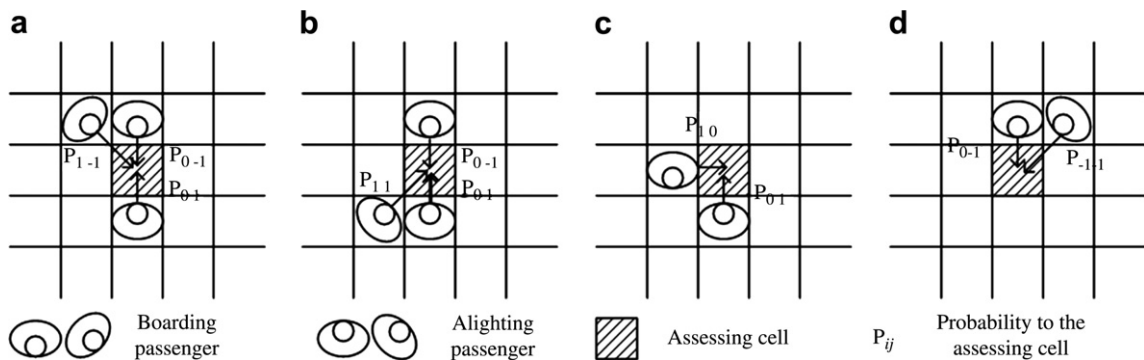 a b c d
P1 -1 P0 -1 P0 1
P1 1 P0 -1 P0 1
P1 0 P0 1
P0-1 P-1-1
Boarding
passenger
Alighting
passenger
Assessing cell
Pij
Probability to the
assessing cell